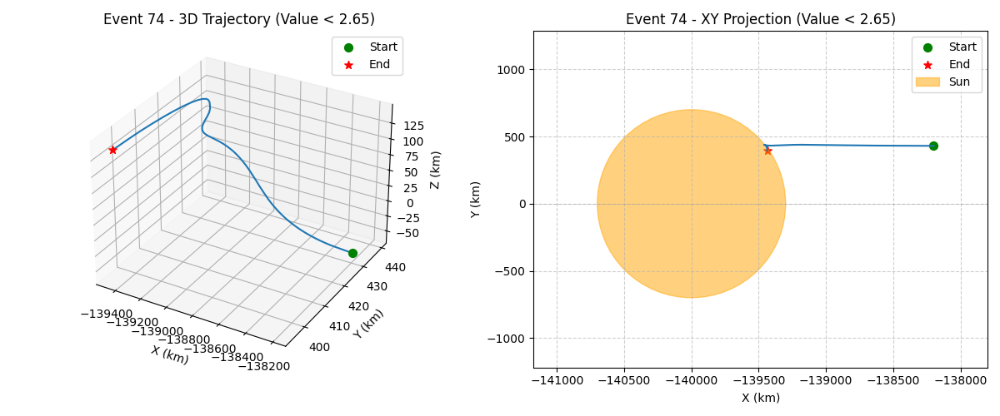 Event 74 - 3D Trajectory (Value < 2.65)
Start
End
125
100
75
50
25
0
−25
−50
Z (km)
440
430
420
410
400
Y (km)
−139400
−139200
−139000
−138800
−138600
−138400
−138200
X (km)
Event 74 - XY Projection (Value < 2.65)
Start
End
Sun
1000
500
0
−500
−1000
Y (km)
−141000
−140500
−140000
−139500
−139000
−138500
−138000
X (km)